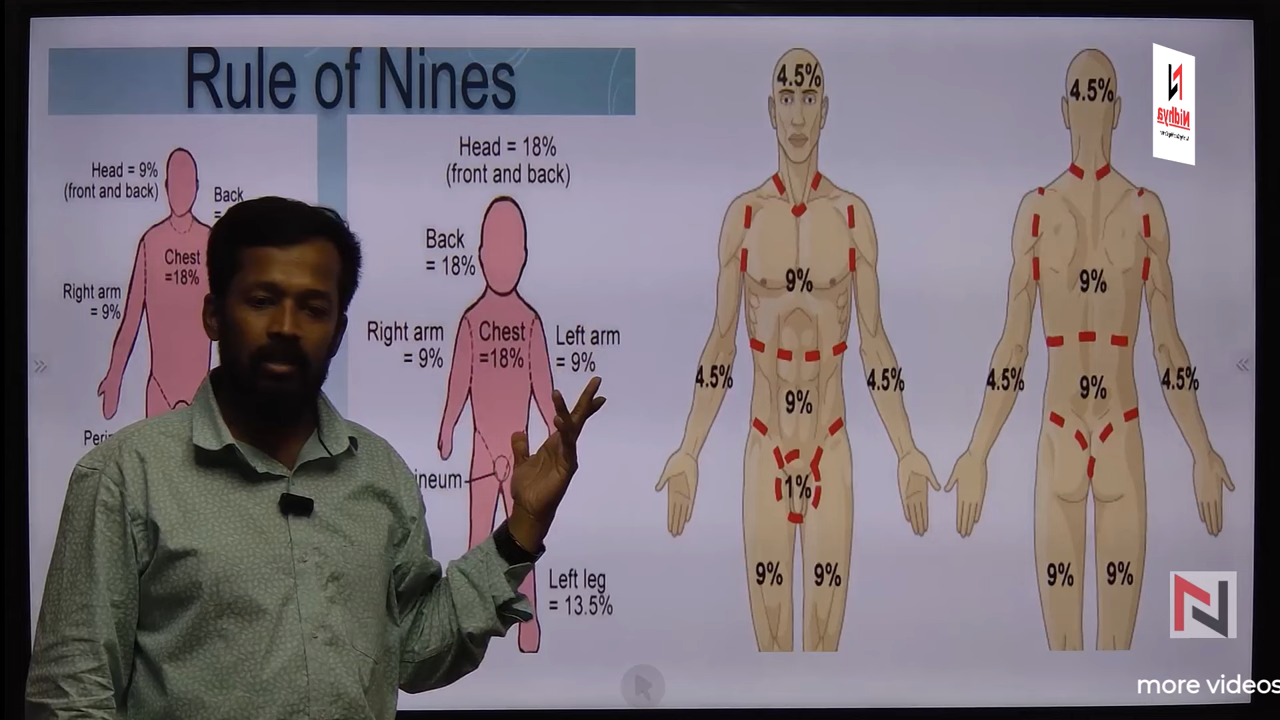 Rule of Nines
Head = 9%
(front and back)
Back
Chest
=18%
Right arm
= 9%
Head = 18%
(front and back)
Back
= 18%
Right arm
= 9%
Chest
=18%
Left arm
= 9%
Left leg
= 13.5%
4.5%
9%
4.5%
4.5%
9%
1%
9%
9%
4.5%
9%
4.5%
4.5%
9%
9%
9%
Nidhya
N
more videos